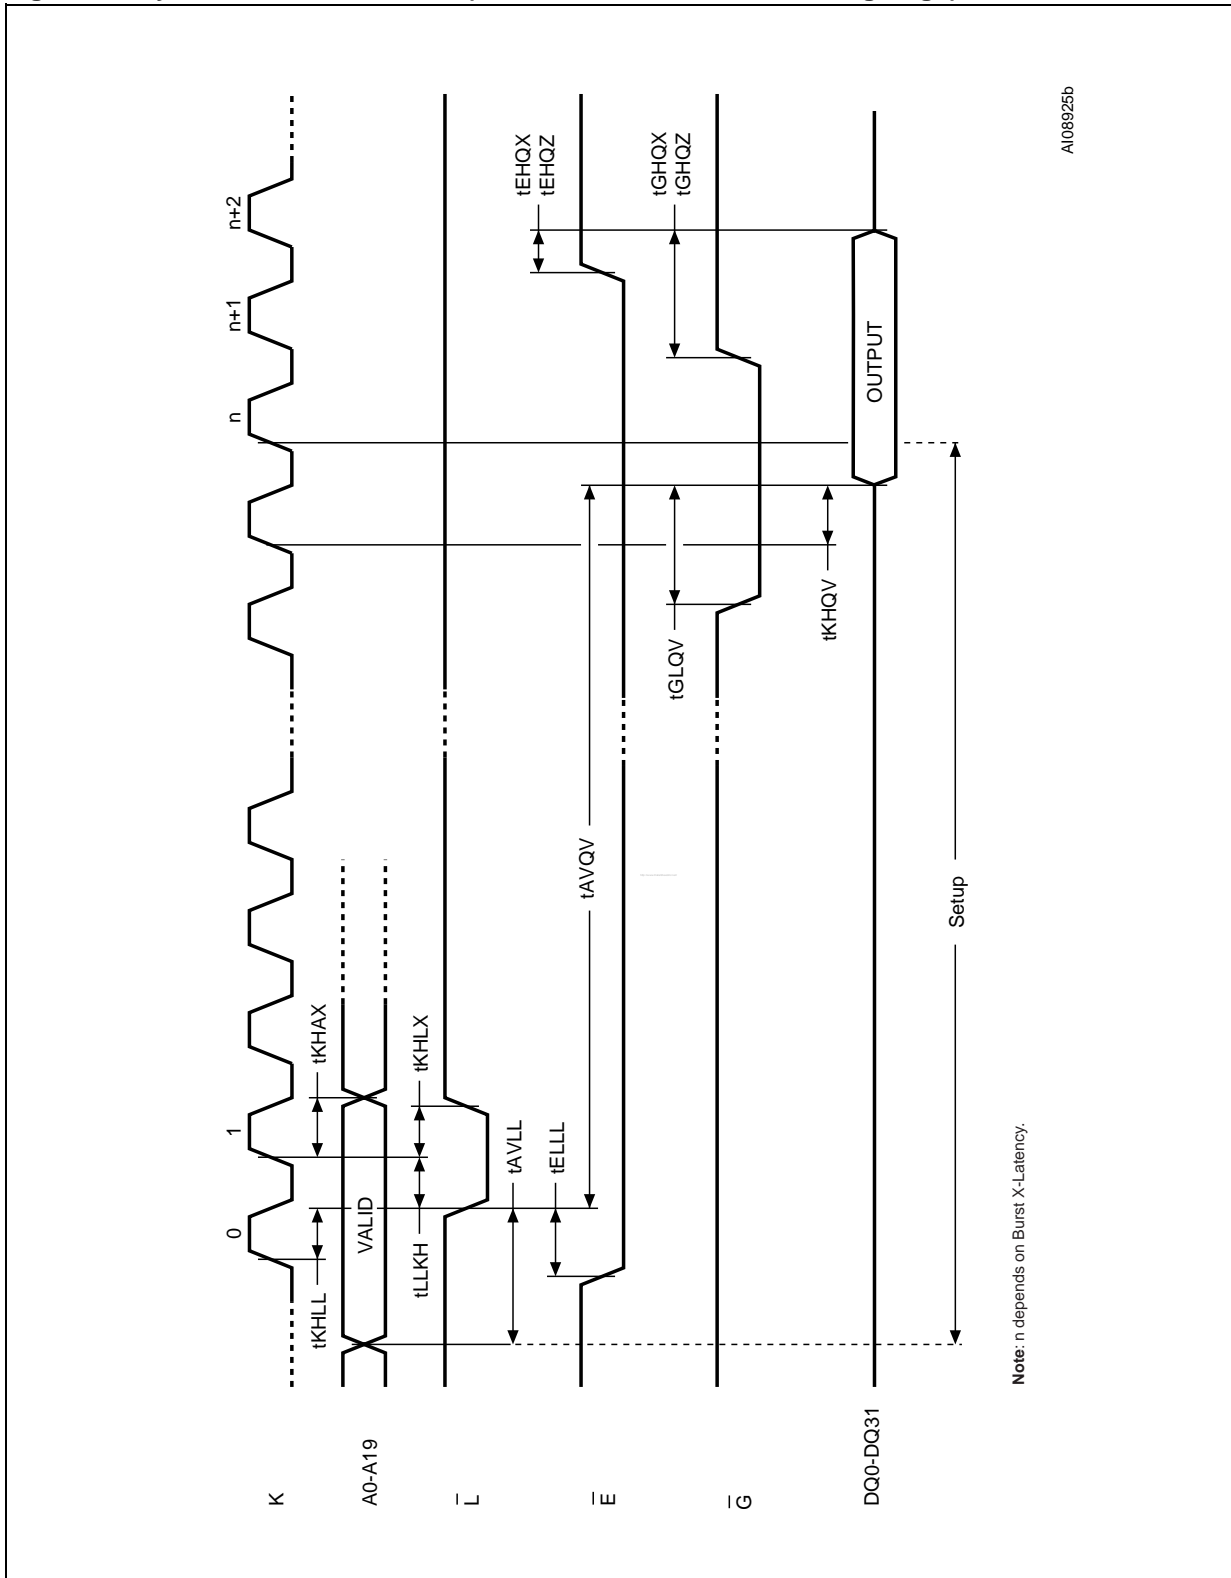 K
0
1
n
n+1
n+2
tKHLL
tKHAX
A0-A19
VALID
L
tLLKH
tKHLX
tAVLL
E
tELLL
tAVQV
tEHQX
tEHQZ
G
tGLQV
tGHQX
tGHQZ
tKHQV
DQ0-DQ31
OUTPUT
Setup
Note: n depends on Burst X-Latency.
AI08925b